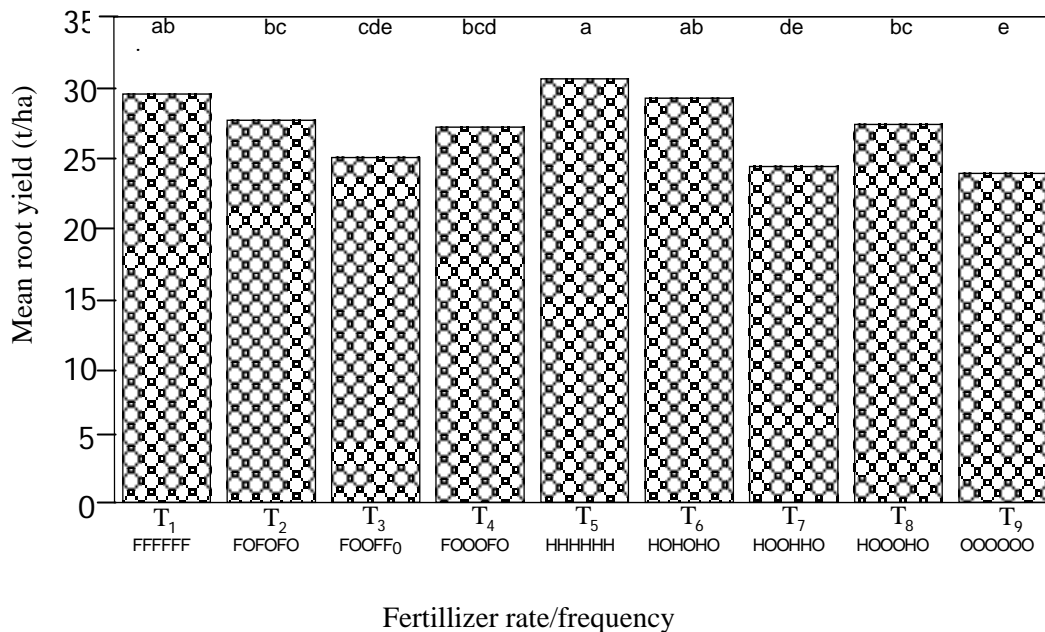 35 ab bc cde bcd a ab de bc e
30
25
20
15
10
5
0
Mean root yield (t/ha)
T1 T2 T3 T4 T5 T6 T7 T8 T9
FFFFFF FOFOFO FOOFF0 FOOOFO HHHHHH HOHOHO HOOHHO HOOOHO OOOOOO
Fertillizer rate/frequency